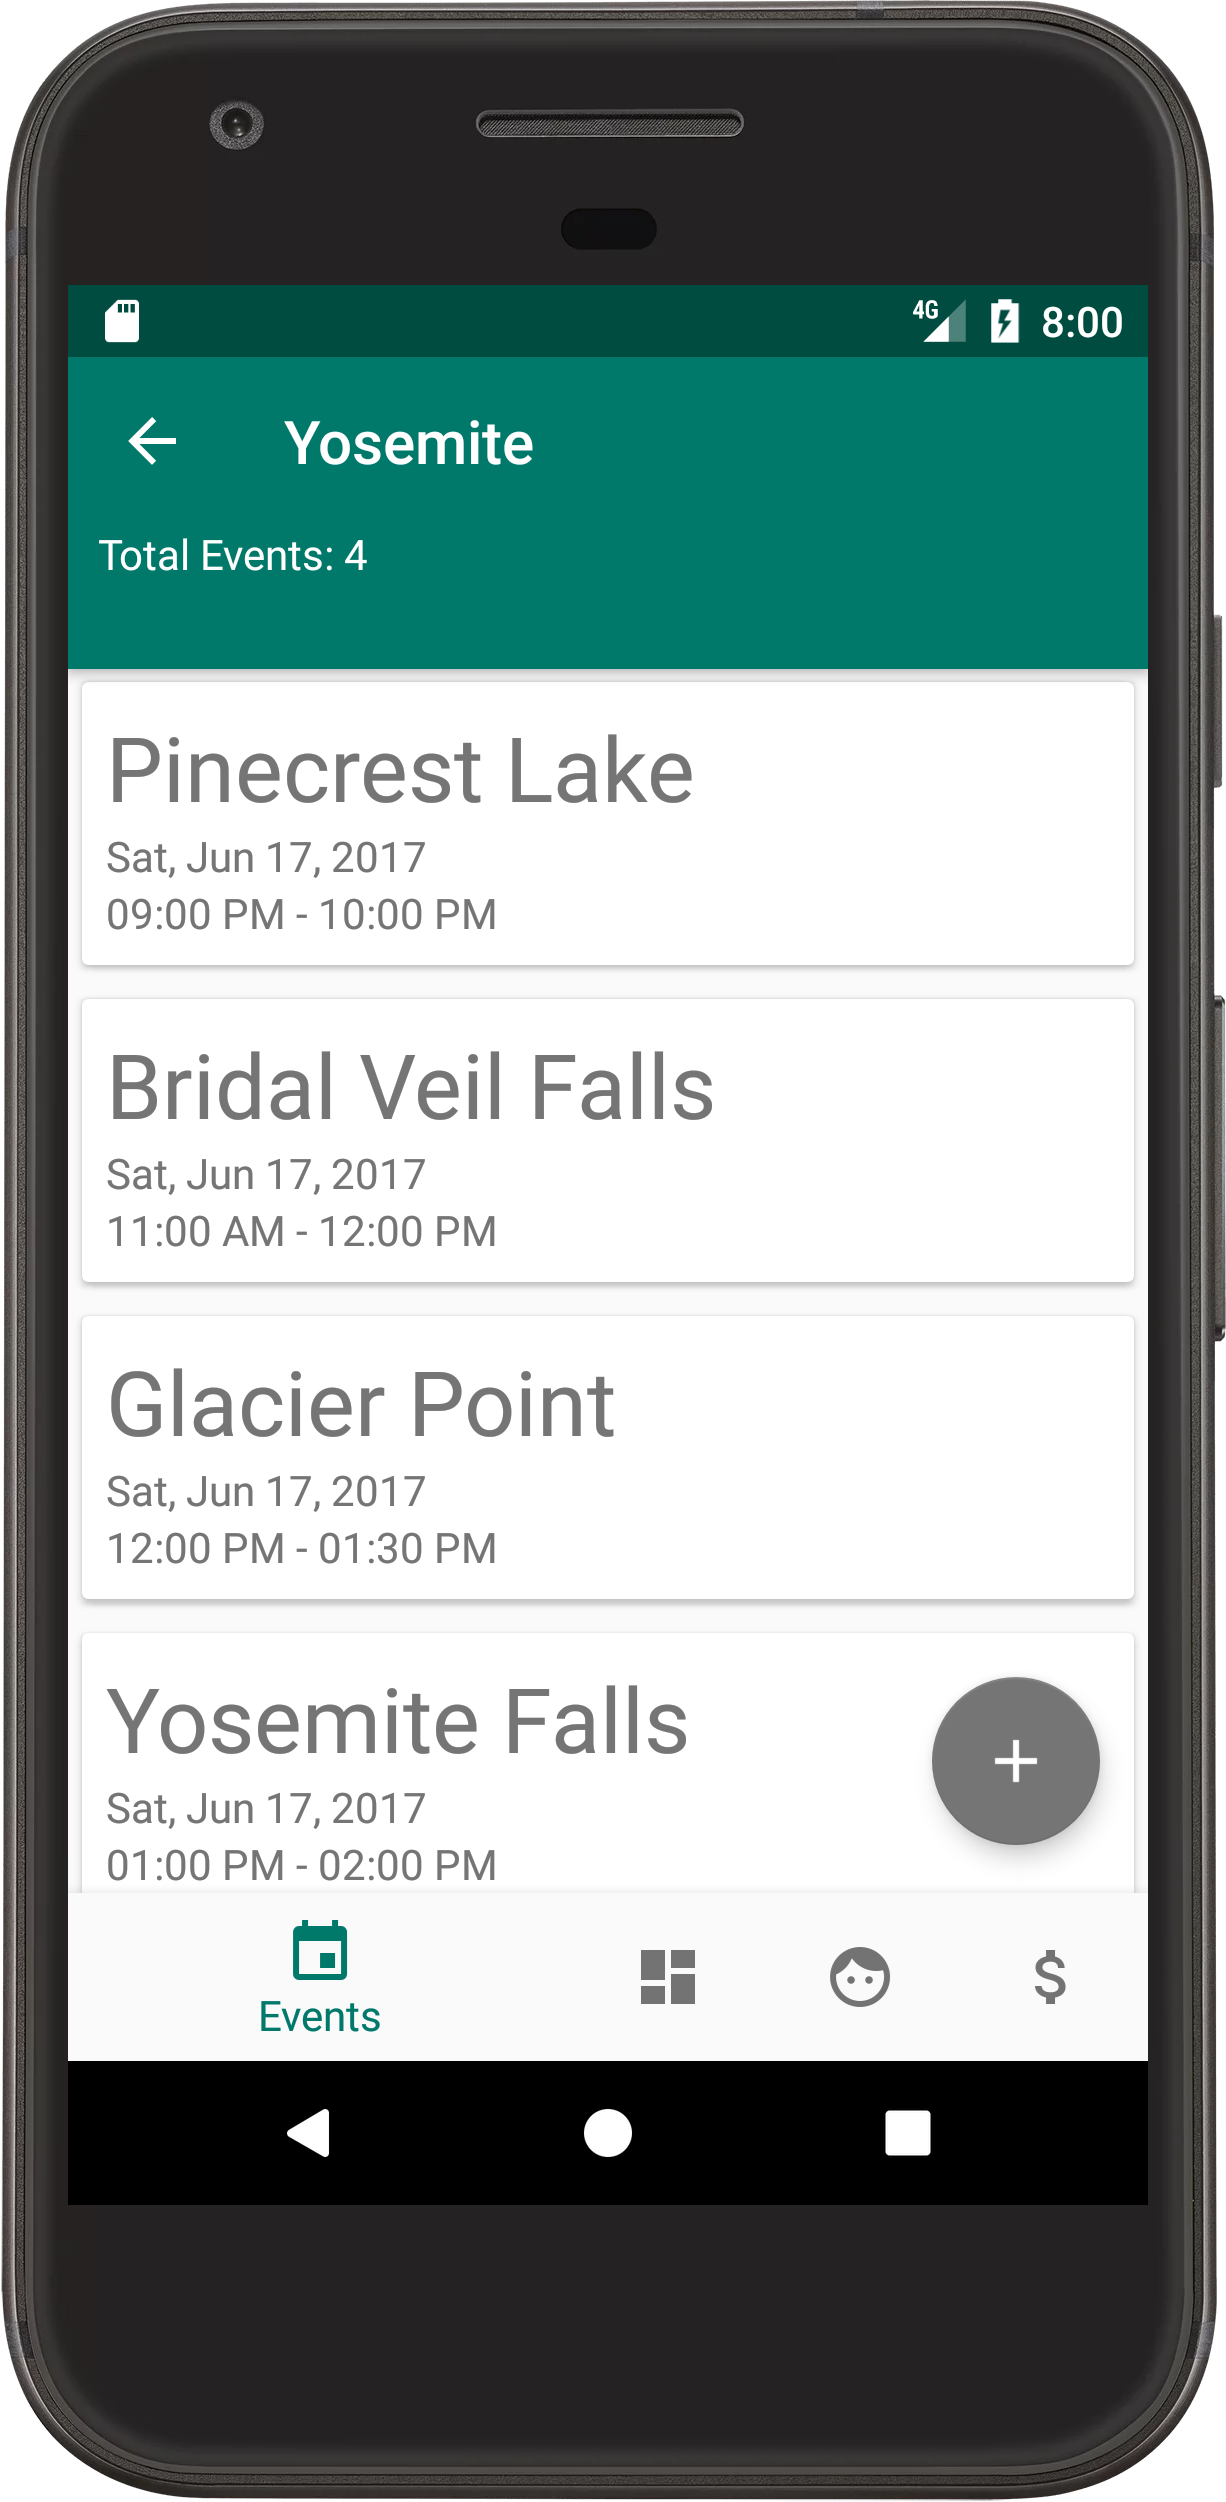 4G 8:00
Yosemite
Total Events: 4
Pinecrest Lake
Sat, Jun 17, 2017
09:00 PM - 10:00 PM
Bridal Veil Falls
Sat, Jun 17, 2017
11:00 AM - 12:00 PM
Glacier Point
Sat, Jun 17, 2017
12:00 PM - 01:30 PM
Yosemite Falls
Sat, Jun 17, 2017
01:00 PM - 02:00 PM
Events